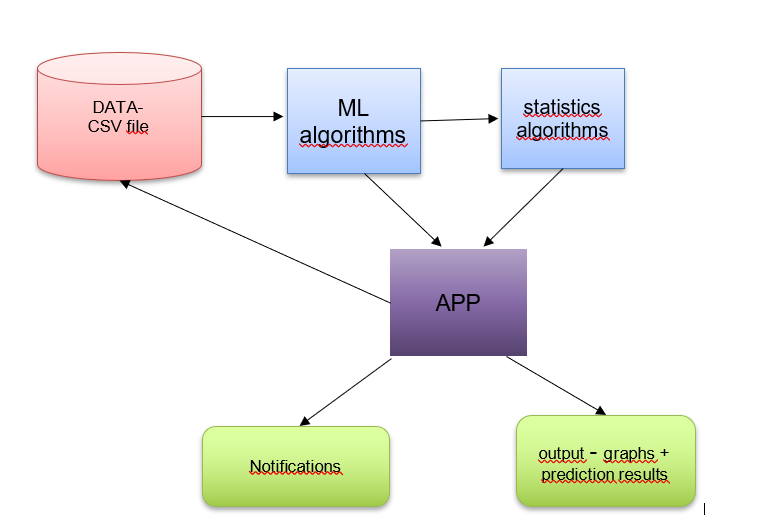 DATA-
CSV file
ML
algorithms
statistics
algorithms
APP
Notifications
output - graphs +
prediction results